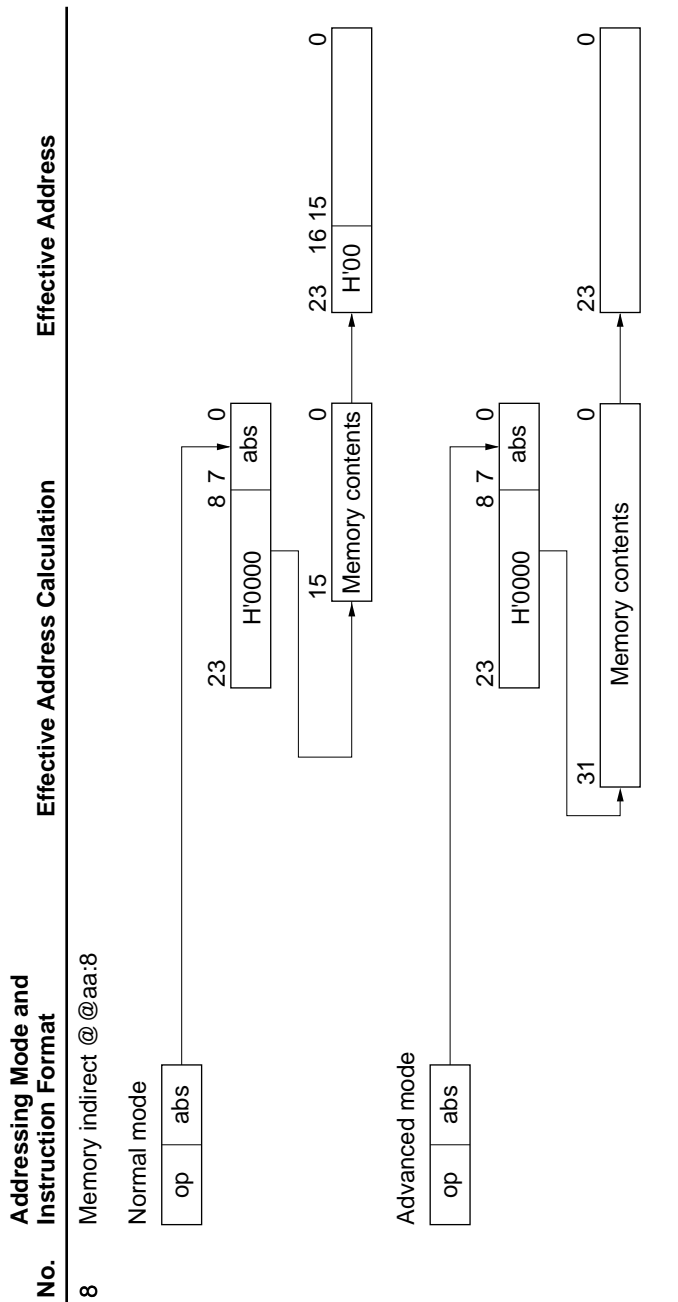 Addressing Mode and
No. Instruction Format Effective Address Calculation Effective Address
8 Memory indirect @@aa:8
Normal mode
op abs
23 8 7 0
H'0000 abs
15 0
Memory contents
23 16 15 0
H'00
Advanced mode
op abs
23 8 7 0
H'0000 abs
31 0
Memory contents
23 0